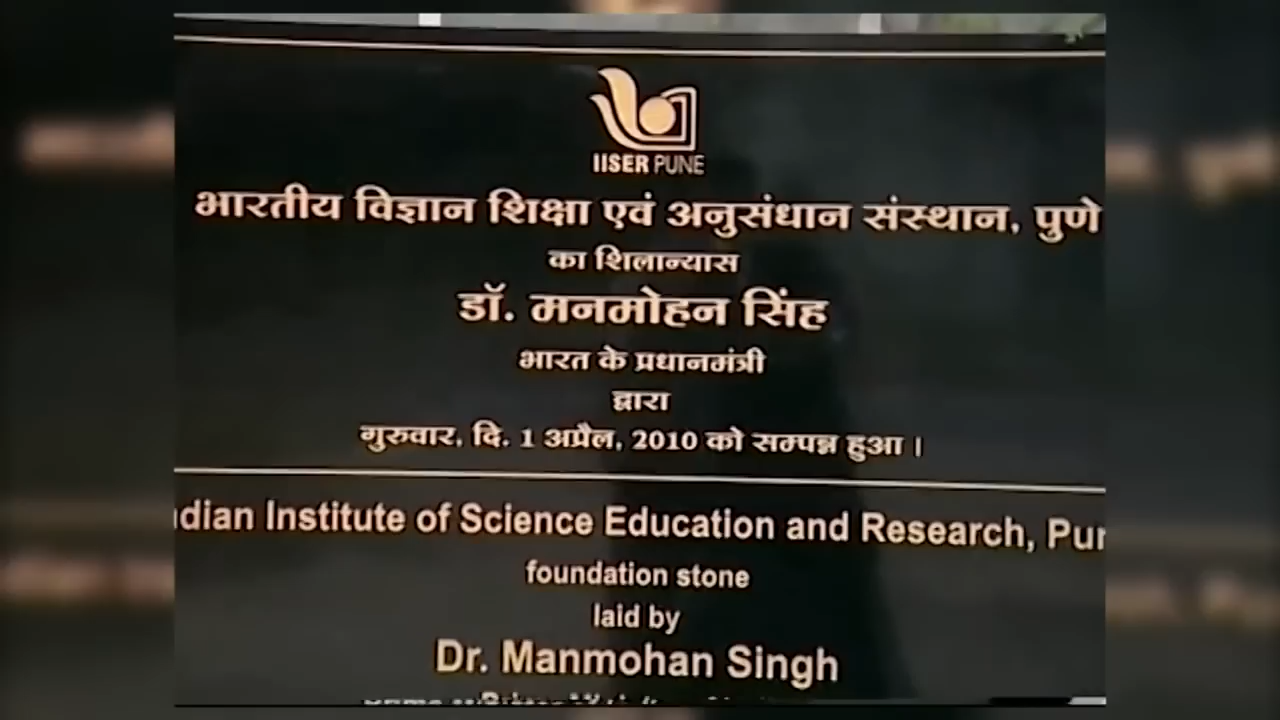 IISER PUNE
भारतीय विज्ञान शिक्षा एवं अनुसंधान संस्थान, पुणे
का शिलान्यास
डॉ. मनमोहन सिंह
भारत के प्रधानमंत्री
द्वारा
गुरुवार, दि. 1 अप्रैल, 2010 को सम्पन्न हुआ।
ndian Institute of Science Education and Research, Pun
foundation stone
laid by
Dr. Manmohan Singh